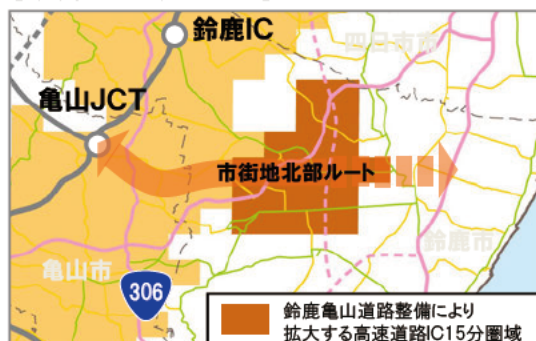 鈴鹿IC
四日市市
亀山JCT
市街地北部ルート
鈴鹿市
亀山市
306
鈴鹿亀山道路整備により
拡大する高速道路IC15分圏域